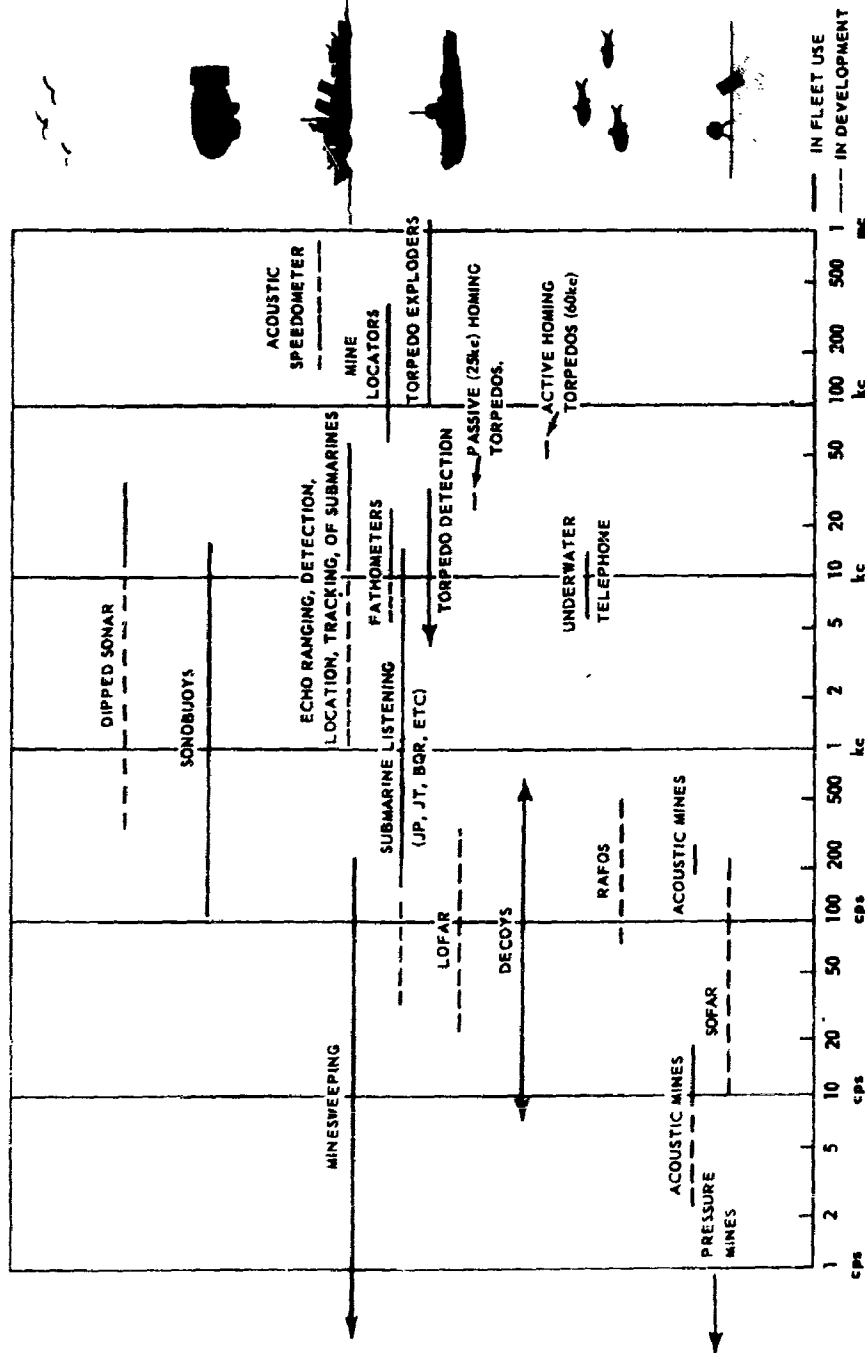 DIPPED SONAR
SONOBUOYS
ACOUSTIC
SPEEDOMETER
ECHO RANGING, DETECTION,
LOCATION, TRACKING, OF SUBMARINES
MINE
LOCATORS
MINESWEEPING
FATHOMETERS
SUBMARINE LISTENING
(JP, JT, BQR, ETC)
TORPEDO EXPLODERS
TORPEDO DETECTION
LOFAR
PASSIVE (25kc) HOMING
TORPEDOS.
DECOYS
ACTIVE HOMING
TORPEDOS (60kc)
UNDERWATER
TELEPHONE
RAFOS
ACOUSTIC MINES
ACOUSTIC MINES
SOFAR
PRESSURE
MINES
1 2 5 10 20 50 100 200 500 1 2 5 10 20 50 100 200 500 1
cps cps cps kc kc kc mc
IN FLEET USE
IN DEVELOPMENT